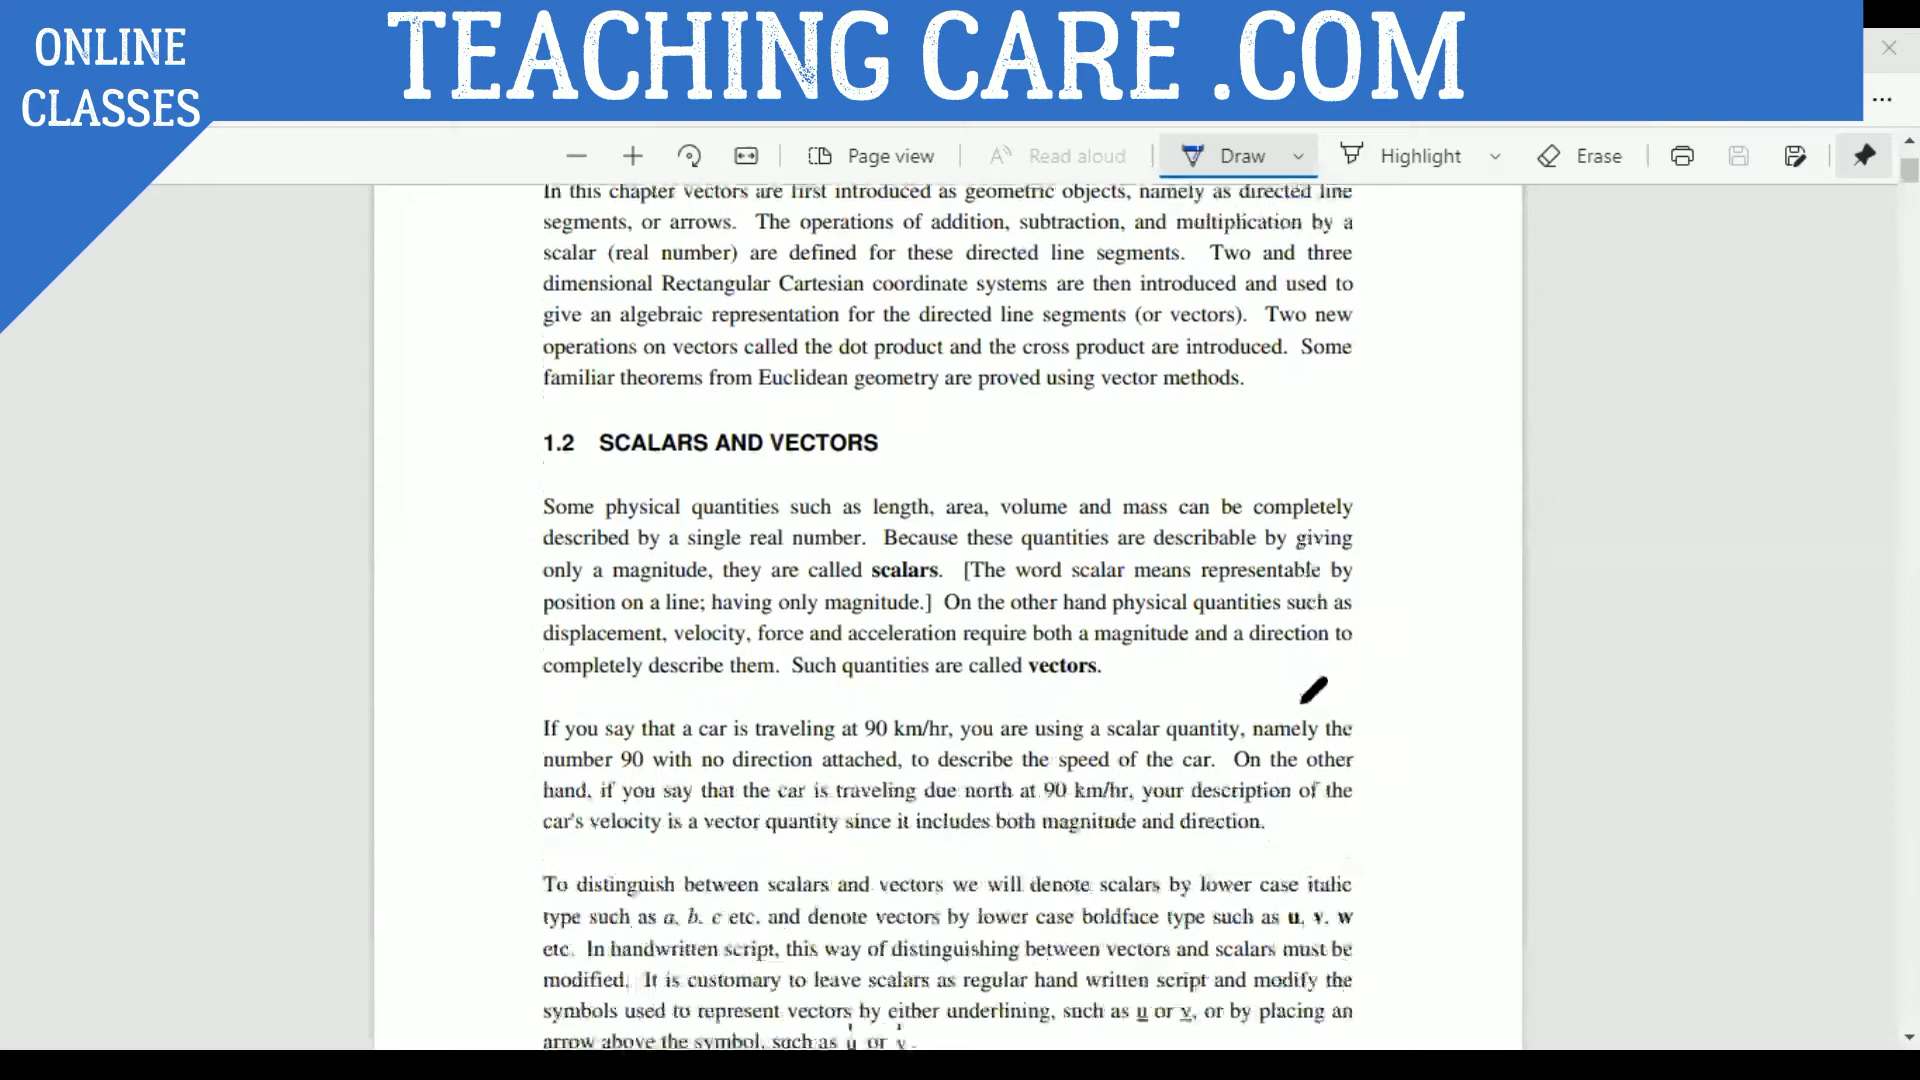 ONLINE
CLASSES
TEACHING CARE .COM
Page view
Read aloud
Draw
Highlight
Erase
In this chapter vectors are first introduced as geometric objects, namely as directed line
segments, or arrows. The operations of addition, subtraction, and multiplication by a
scalar (real number) are defined for these directed line segments. Two and three
dimensional Rectangular Cartesian coordinate systems are then introduced and used to
give an algebraic representation for the directed line segments (or vectors). Two new
operations on vectors called the dot product and the cross product are introduced. Some
familiar theorems from Euclidean geometry are proved using vector methods.
1.2 SCALARS AND VECTORS
Some physical quantities such as length, area, volume and mass can be completely
described by a single real number. Because these quantities are describable by giving
only a magnitude, they are called scalars. [The word scalar means representable by
position on a line; having only magnitude.] On the other hand physical quantities such as
displacement, velocity, force and acceleration require both a magnitude and a direction to
completely describe them. Such quantities are called vectors.
If you say that a car is traveling at 90 km/hr, you are using a scalar quantity, namely the
number 90 with no direction attached, to describe the speed of the car. On the other
hand, if you say that the car is traveling due north at 90 km/hr, your description of the
car's velocity is a vector quantity since it includes both magnitude and direction.
To distinguish between scalars and vectors we will denote scalars by lower case italic
type such as a, b, c etc. and denote vectors by lower case boldface type such as u, v, w
etc. In handwritten script, this way of distinguishing between vectors and scalars must be
modified. It is customary to leave scalars as regular hand written script and modify the
symbols used to represent vectors by either underlining, such as u or v, or by placing an
arrow above the symbol, such as u or v.